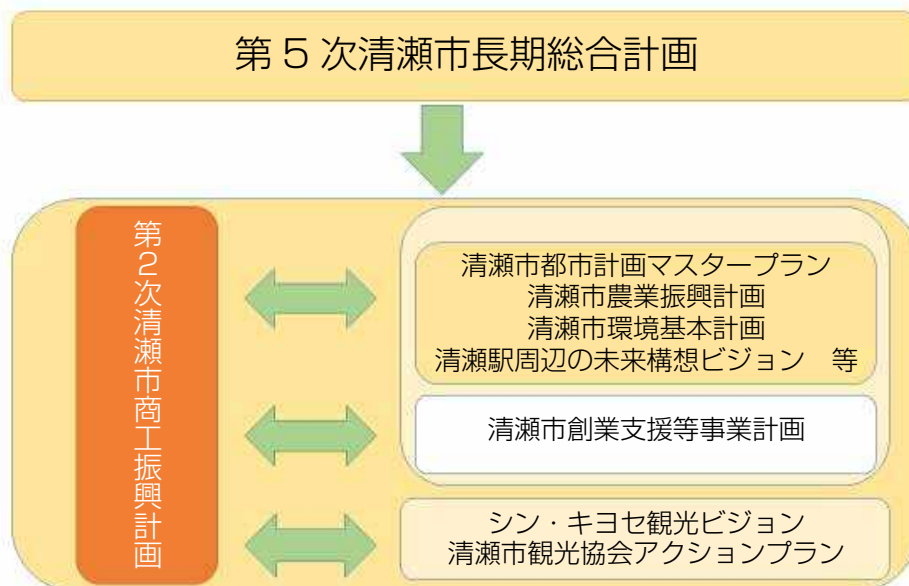 第5次清瀬市長期総合計画
第2次清瀬市商工振興計画
清瀬市都市計画マスタープラン
清瀬市農業振興計画
清瀬市環境基本計画
清瀬駅周辺の未来構想ビジョン　等
清瀬市創業支援等事業計画
シン・キヨセ観光ビジョン
清瀬市観光協会アクションプラン